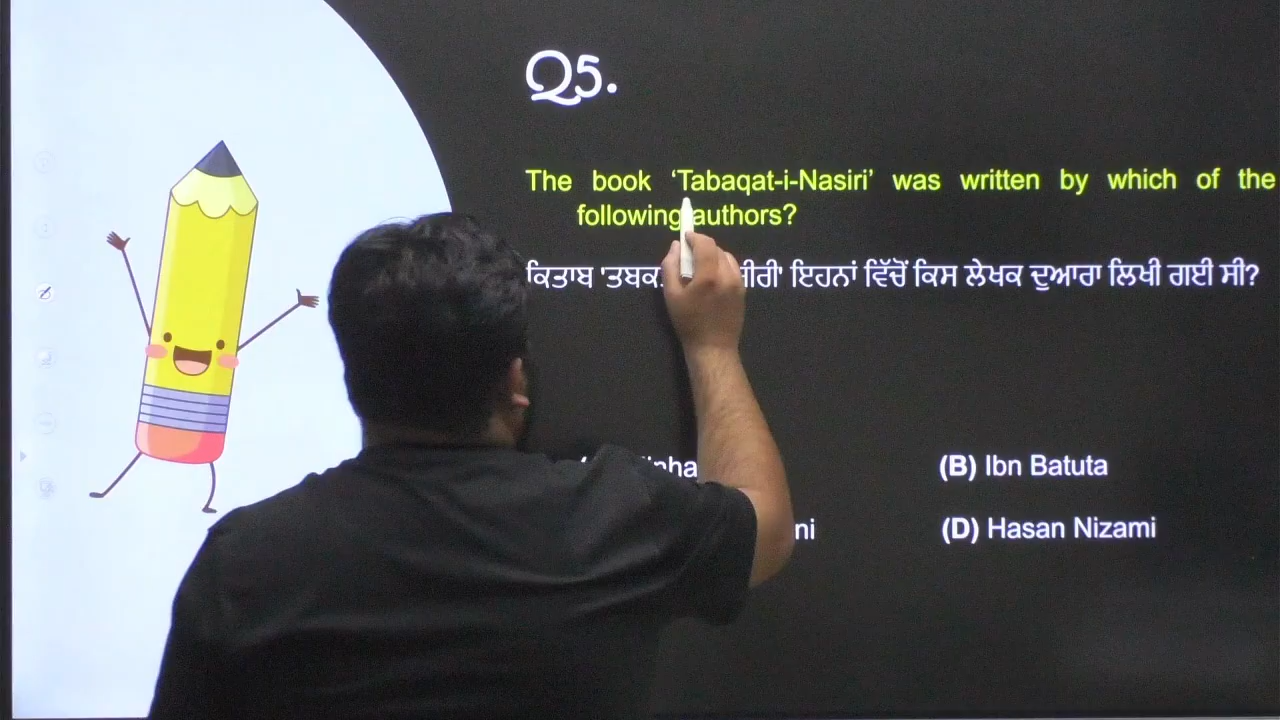 Q5.
The book ‘Tabaqat-i-Nasiri’ was written by which of the
following authors?
ਕਿਤਾਬ ਇਹਨਾਂ ਵਿੱਚੋਂ ਕਿਸ ਲੇਖਕ ਦੁਆਰਾ ਲਿਖੀ ਗਈ ਸੀ?
(B) Ibn Batuta
(D) Hasan Nizami